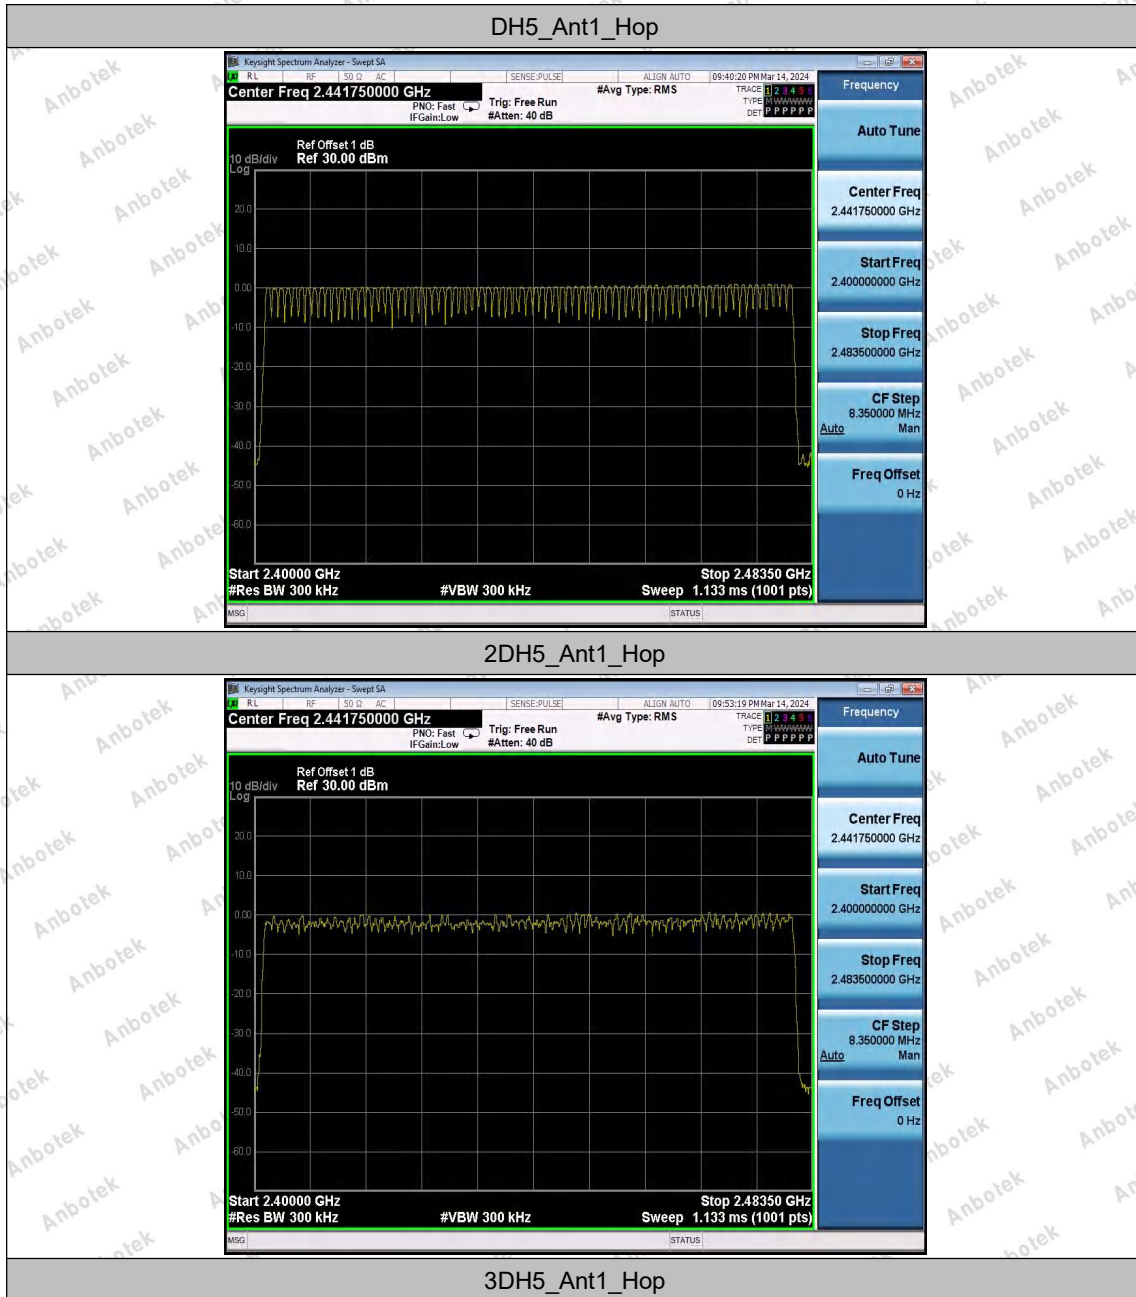 DH5_Ant1_Hop
Keysight Spectrum Analyzer - Swept SA
RL RF 50 Ω AC SENSE:PULSE ALIGN AUTO 09:40:20 PM Mar 14, 2024
Center Freq 2.441750000 GHz #Avg Type: RMS TRACE 1 2 3 4 5 6
PNO: Fast Trig: Free Run TYPE M WWWWW
IFGain:Low #Atten: 40 dB DET P P P P P P
Frequency
Auto Tune
Ref Offset 1 dB
10 dB/div Ref 30.00 dBm
Log
20.0
10.0
0.00
-10.0
-20.0
-30.0
-40.0
-50.0
-60.0
Center Freq
2.441750000 GHz
Start Freq
2.400000000 GHz
Stop Freq
2.483500000 GHz
CF Step
8.350000 MHz
Auto Man
Freq Offset
0 Hz
Start 2.40000 GHz Stop 2.48350 GHz
#Res BW 300 kHz #VBW 300 kHz Sweep 1.133 ms (1001 pts)
MSG STATUS
2DH5_Ant1_Hop
Keysight Spectrum Analyzer - Swept SA
RL RF 50 Ω AC SENSE:PULSE ALIGN AUTO 09:53:19 PM Mar 14, 2024
Center Freq 2.441750000 GHz #Avg Type: RMS TRACE 1 2 3 4 5 6
PNO: Fast Trig: Free Run TYPE M WWWWW
IFGain:Low #Atten: 40 dB DET P P P P P P
Frequency
Auto Tune
Ref Offset 1 dB
10 dB/div Ref 30.00 dBm
Log
20.0
10.0
0.00
-10.0
-20.0
-30.0
-40.0
-50.0
-60.0
Center Freq
2.441750000 GHz
Start Freq
2.400000000 GHz
Stop Freq
2.483500000 GHz
CF Step
8.350000 MHz
Auto Man
Freq Offset
0 Hz
Start 2.40000 GHz Stop 2.48350 GHz
#Res BW 300 kHz #VBW 300 kHz Sweep 1.133 ms (1001 pts)
MSG STATUS
3DH5_Ant1_Hop
Anbotek